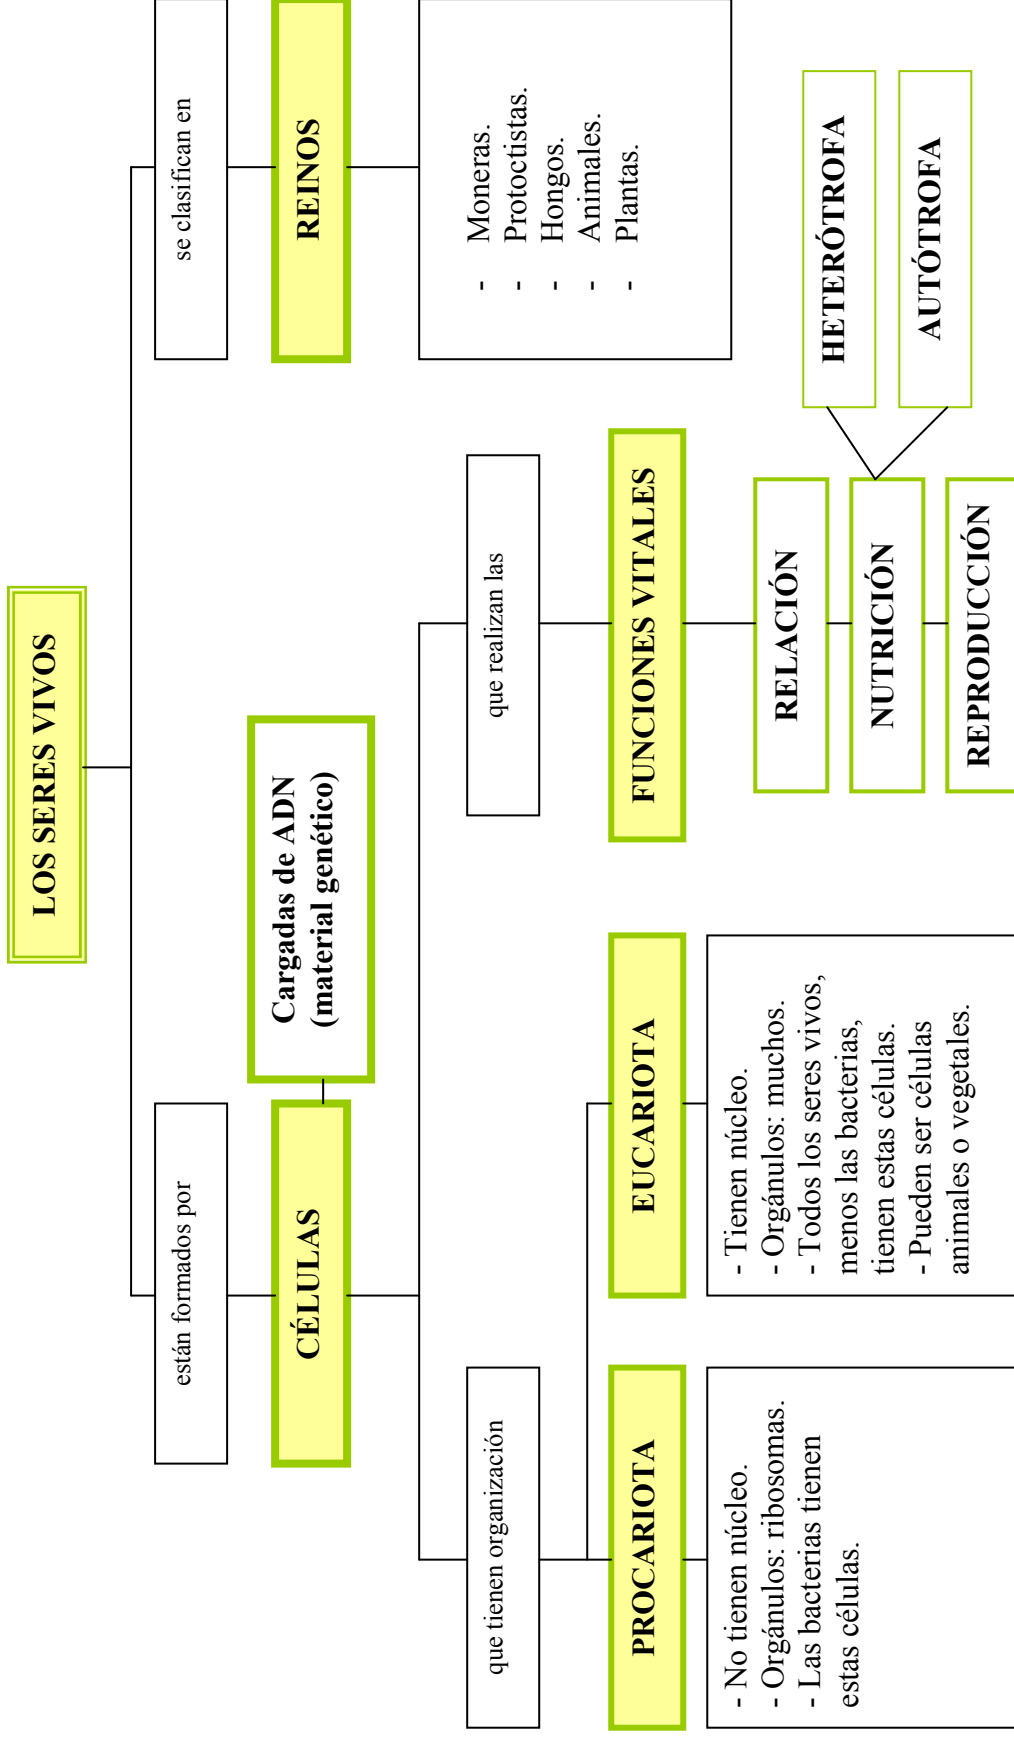 LOS SERES VIVOS
están formados por
se clasifican en
CÉLULAS
Cargadas de ADN
(material genético)
REINOS
- Moneras.
- Protoctistas.
- Hongos.
- Animales.
- Plantas.
que tienen organización
que realizan las
PROCARIOTA
EUCARIOTA
FUNCIONES VITALES
- No tienen núcleo.
- Orgánulos: ribosomas.
- Las bacterias tienen
estas células.
- Tienen núcleo.
- Orgánulos: muchos.
- Todos los seres vivos,
menos las bacterias,
tienen estas células.
- Pueden ser células
animales o vegetales.
RELACIÓN
NUTRICIÓN
REPRODUCCIÓN
HETERÓTROFA
AUTÓTROFA